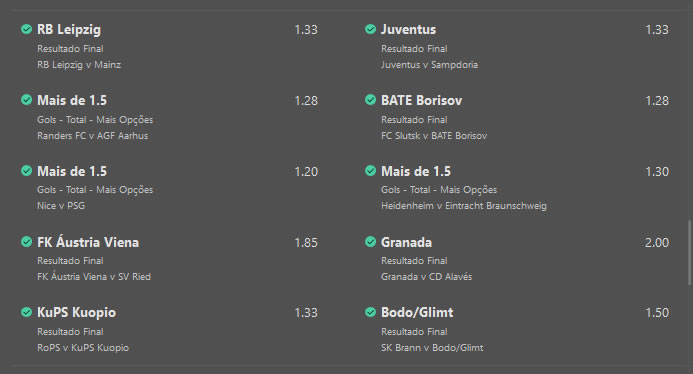 RB Leipzig 1.33
Resultado Final
RB Leipzig v Mainz
Juventus 1.33
Resultado Final
Juventus v Sampdoria
Mais de 1.5 1.28
Gols - Total - Mais Opções
Randers FC v AGF Aarhus
BATE Borisov 1.28
Resultado Final
FC Slutsk v BATE Borisov
Mais de 1.5 1.20
Gols - Total - Mais Opções
Nice v PSG
Mais de 1.5 1.30
Gols - Total - Mais Opções
Heidenheim v Eintracht Braunschweig
FK Áustria Viena 1.85
Resultado Final
FK Áustria Viena v SV Ried
Granada 2.00
Resultado Final
Granada v CD Alavés
KuPS Kuopio 1.33
Resultado Final
RoPS v KuPS Kuopio
Bodo/Glimt 1.50
Resultado Final
SK Brann v Bodo/Glimt